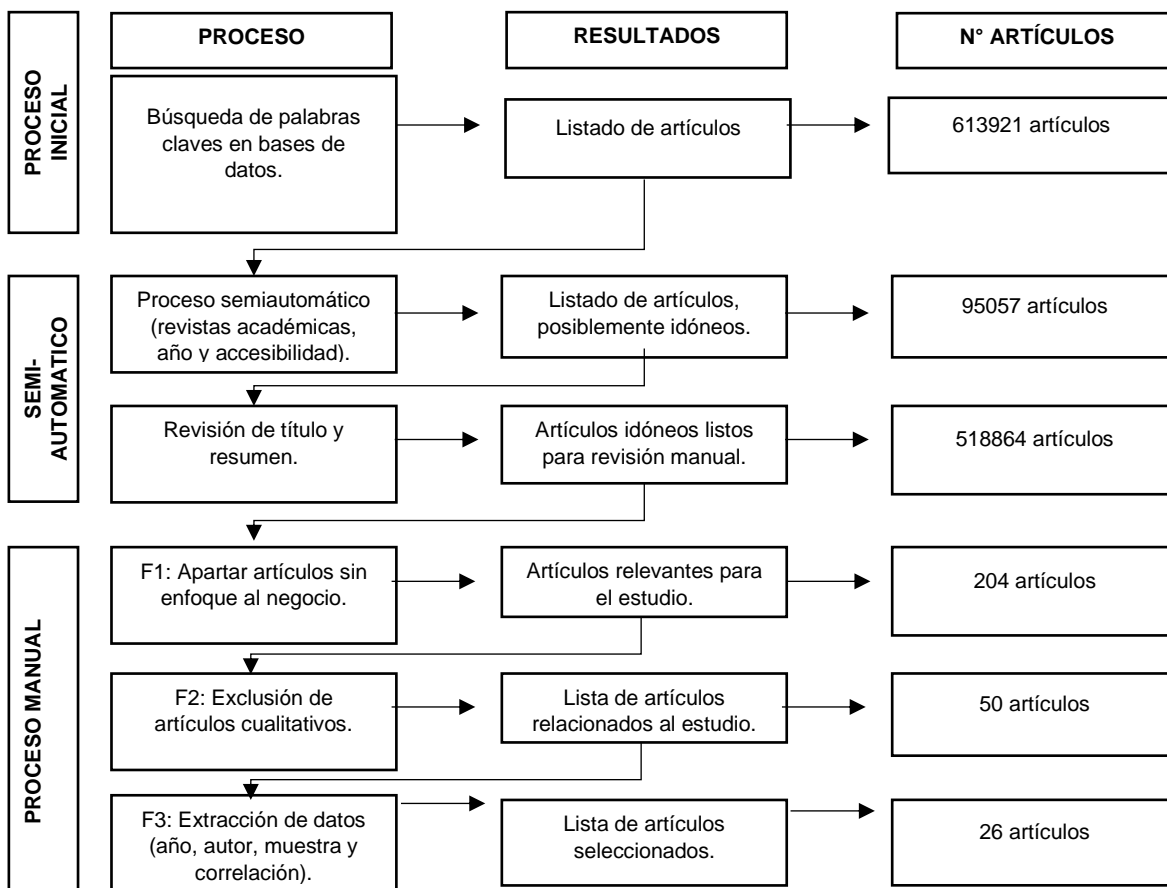 PROCESO
RESULTADOS
N° ARTÍCULOS
PROCESO
INICIAL
Búsqueda de palabras
claves en bases de
datos.
Listado de artículos
613921 artículos
SEMI-
AUTOMATICO
Proceso semiautomático
(revistas académicas,
año y accesibilidad).
Listado de artículos,
posiblemente idóneos.
95057 artículos
Revisión de título y
resumen.
Artículos idóneos listos
para revisión manual.
518864 artículos
PROCESO MANUAL
F1: Apartar artículos sin
enfoque al negocio.
Artículos relevantes para
el estudio.
204 artículos
F2: Exclusión de
artículos cualitativos.
Lista de artículos
relacionados al estudio.
50 artículos
F3: Extracción de datos
(año, autor, muestra y
correlación).
Lista de artículos
seleccionados.
26 artículos